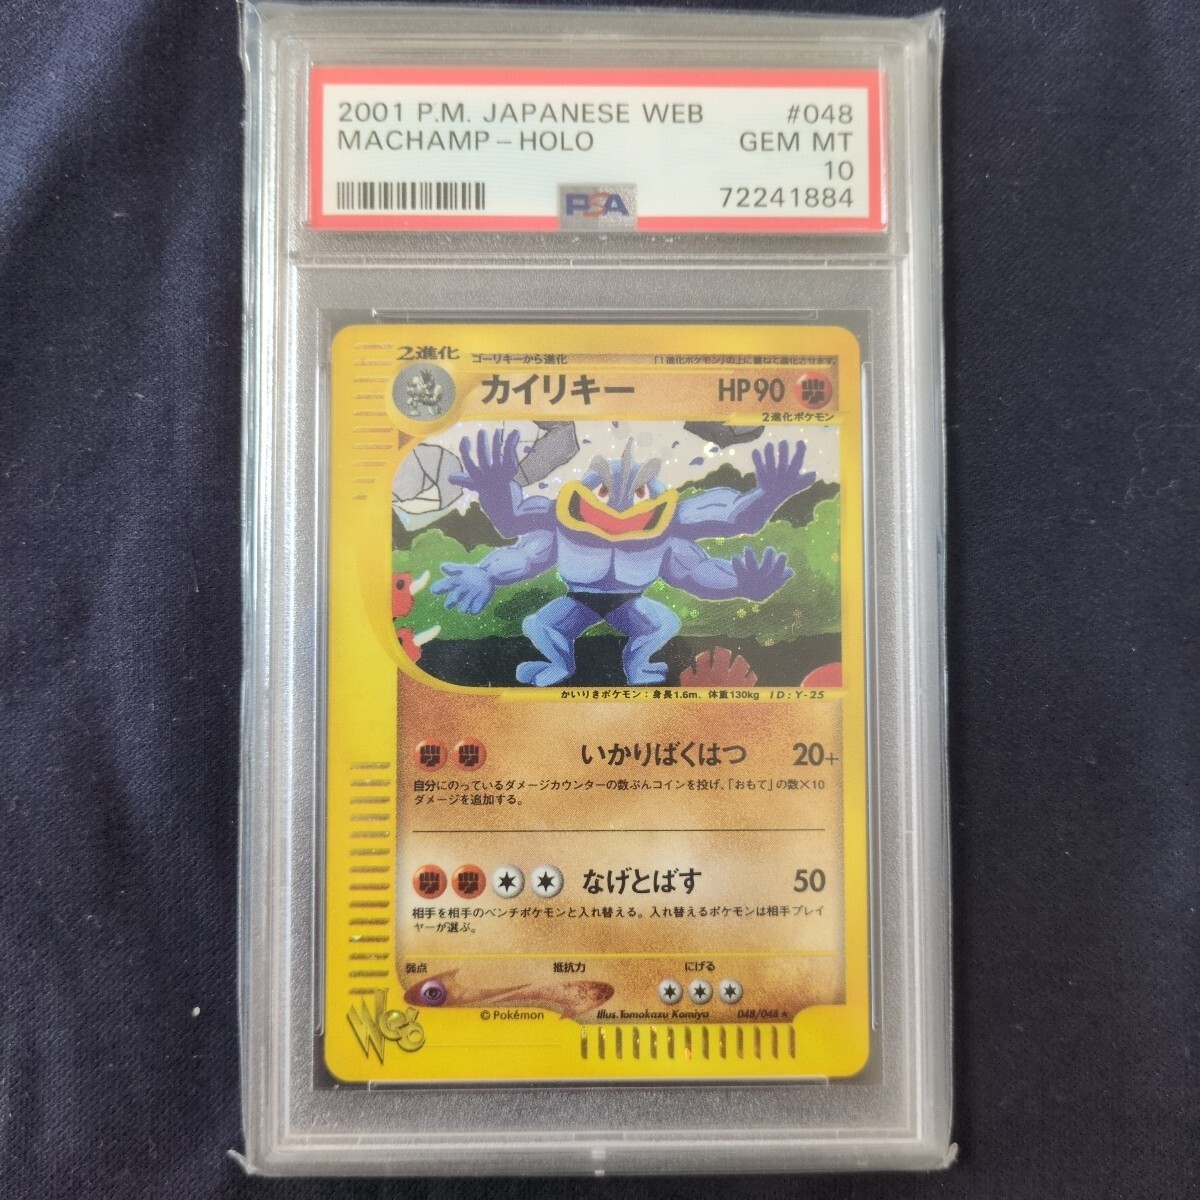 2001 P.M. JAPANESE WEB #048
MACHAMP-HOLO GEM MT
10
PSA 72241884
2進化 ゴーリキーから進化 「1進化ポケモン」の上に重ねて進化させます。
カイリキー HP90
2進化ポケモン
かいりきポケモン：身長1.6m、体重130kg ID:Y-25
いかりばくはつ 20+
自分にのっているダメージカウンターの数ぶんコインを投げ、「おもて」の数×10
ダメージを追加する。
なげとばす 50
相手を相手のベンチポケモンと入れ替える。入れ替えるポケモンは相手プレイ
ヤーが選ぶ。
弱点 抵抗力 にげる
Web © Pokémon Illus. Tomokazu Komiya 048/048 ★